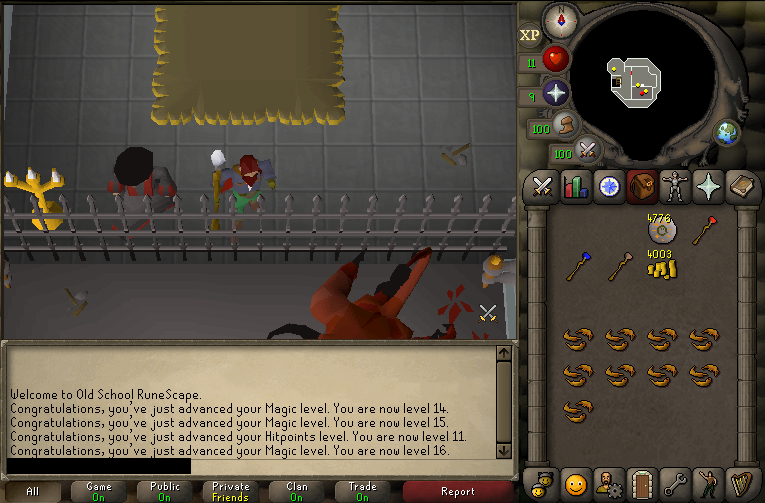 N
XP
11
9
100
100
4776
4003
Welcome to Old School RuneScape.
Congratulations, you've just advanced your Magic level. You are now level 14.
Congratulations, you've just advanced your Magic level. You are now level 15.
Congratulations, you've just advanced your Hitpoints level. You are now level 11.
Congratulations, you've just advanced your Magic level. You are now level 16.
All
Game
On
Public
On
Private
Friends
Clan
On
Trade
On
Report